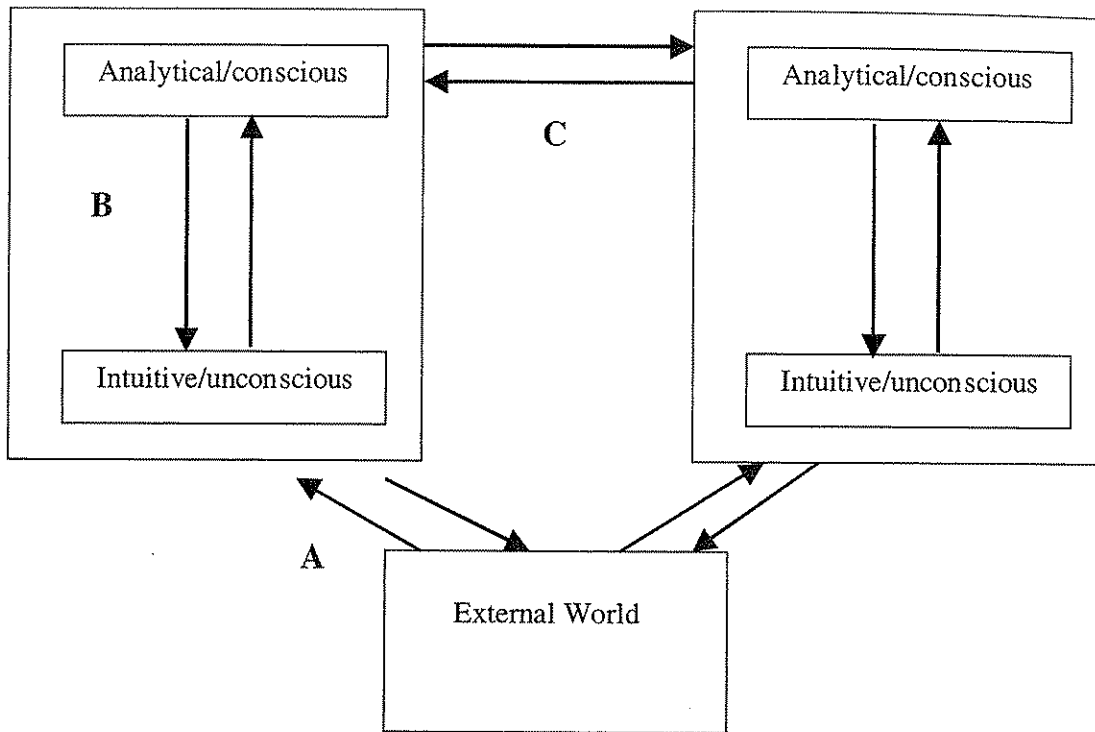 Analytical/conscious
Analytical/conscious
C
B
Intuitive/unconscious
Intuitive/unconscious
A
External World